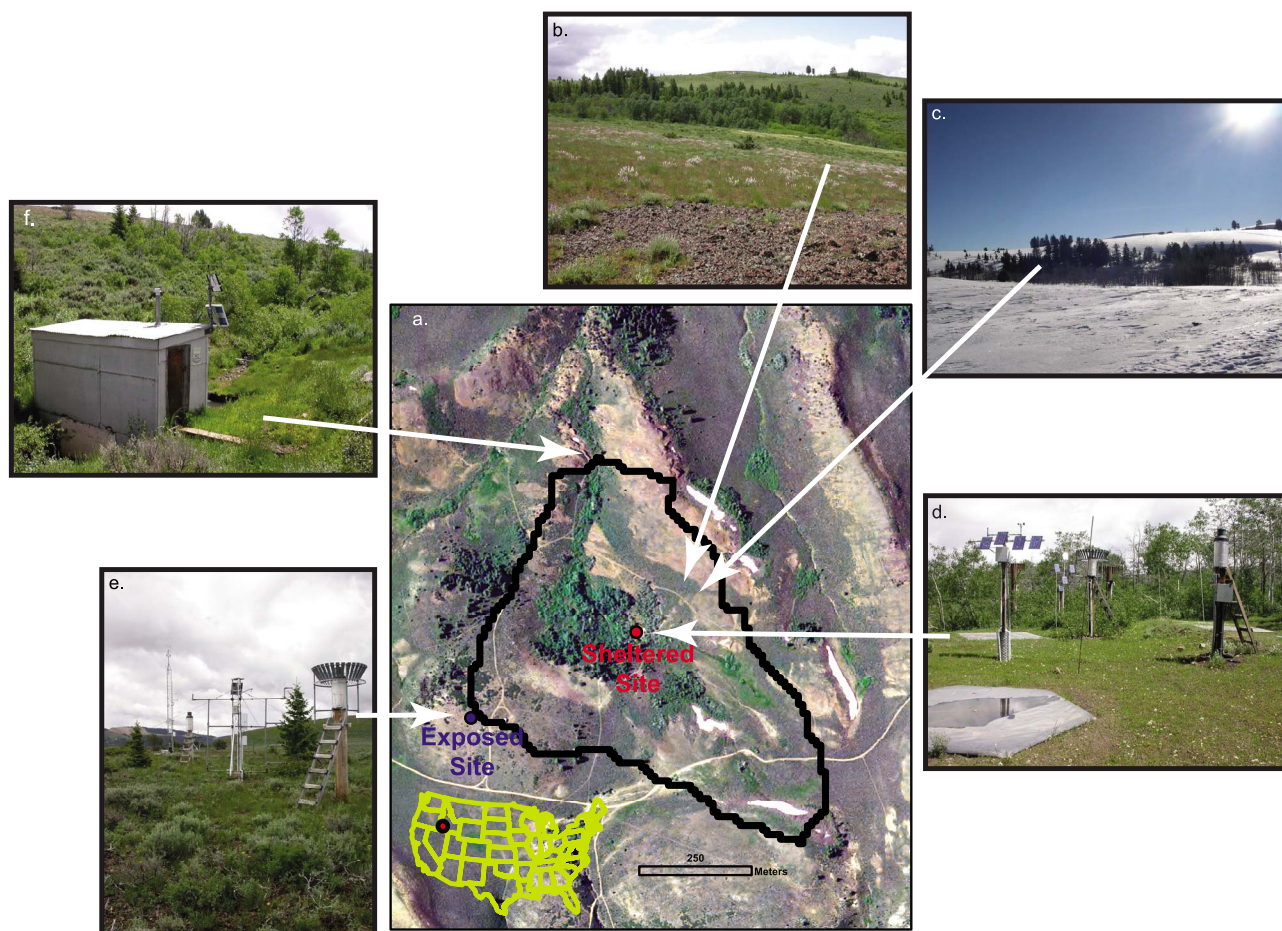 b.
c.
f.
a.
d.
e.
Sheltered
Site
Exposed
Site
250
Meters